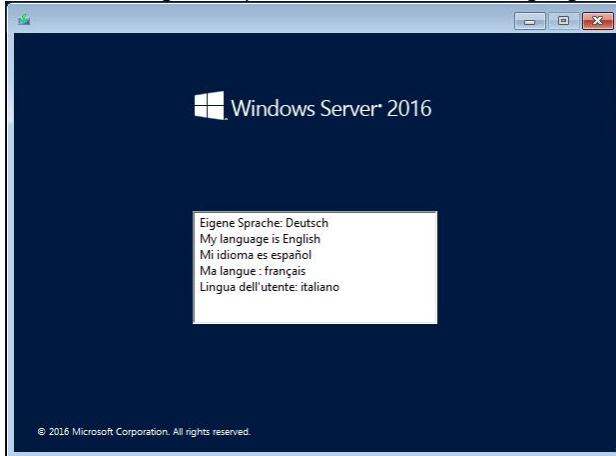 Windows Server® 2016
Eigene Sprache: Deutsch
My language is English
Mi idioma es español
Ma langue : français
Lingua dell'utente: italiano
© 2016 Microsoft Corporation. All rights reserved.